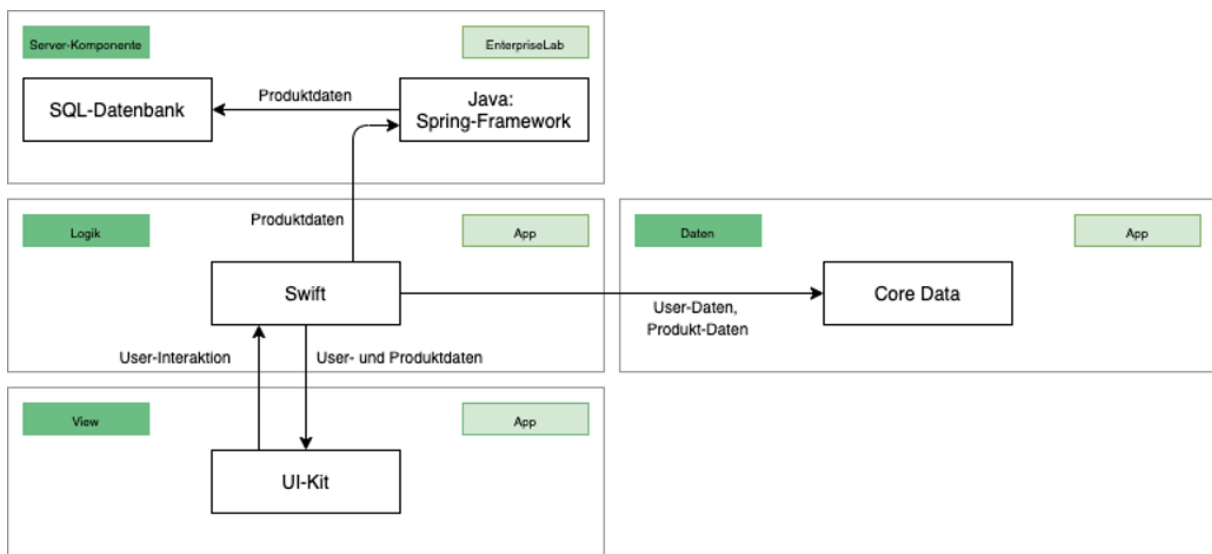 Server-Komponente
EnterpriseLab
SQL-Datenbank
Produktdaten
Java:
Spring-Framework
Produktdaten
Logik
App
Swift
User-Interaktion
User- und Produktdaten
Daten
App
Core Data
User-Daten,
Produkt-Daten
View
App
UI-Kit